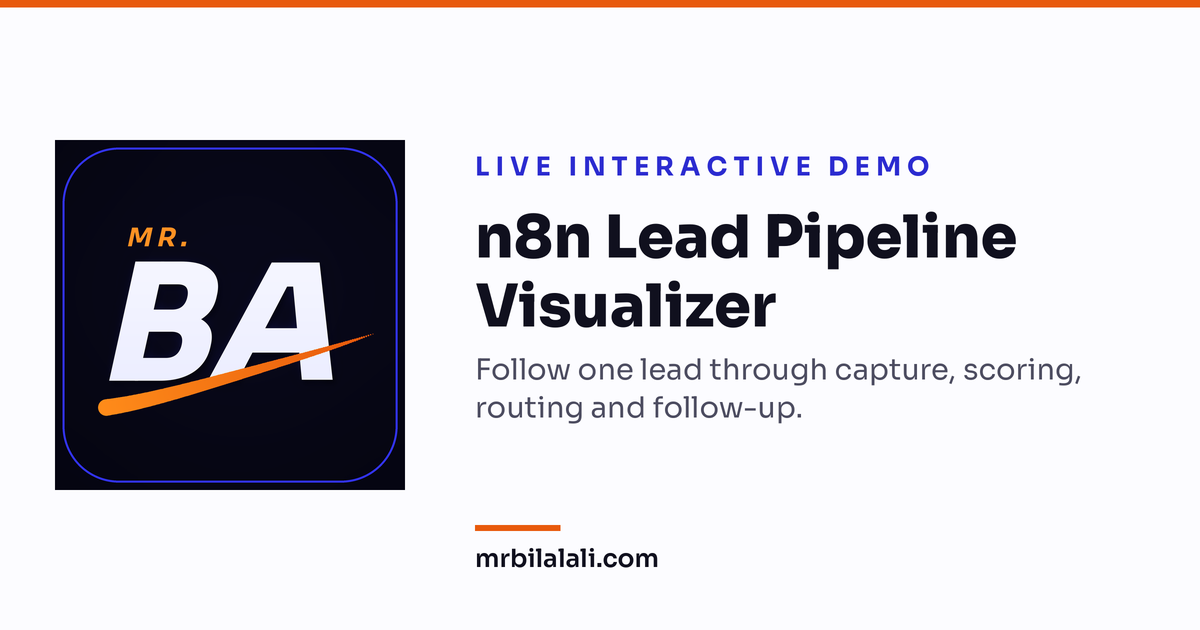 MR.
BA
LIVE INTERACTIVE DEMO
n8n Lead Pipeline
Visualizer
Follow one lead through capture, scoring,
routing and follow-up.
mrbilalali.com